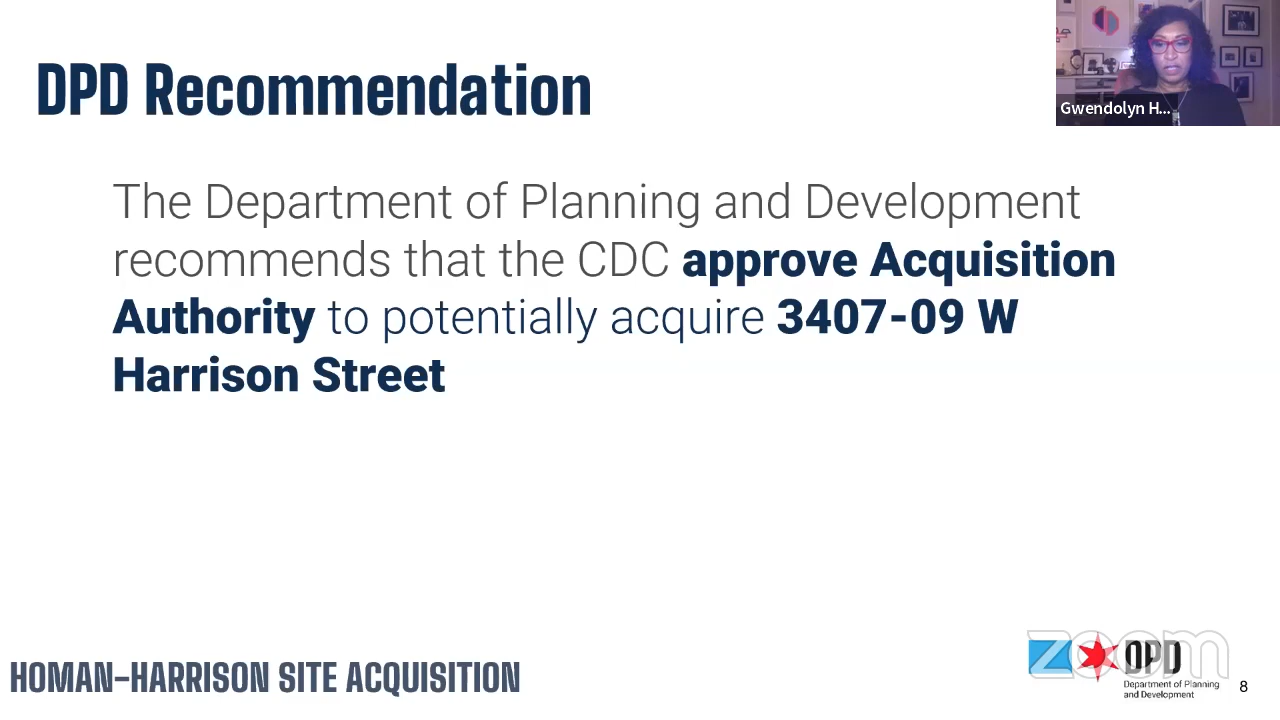 DPD Recommendation
Gwendolyn H...
The Department of Planning and Development
recommends that the CDC approve Acquisition
Authority to potentially acquire 3407-09 W
Harrison Street
HOMAN-HARRISON SITE ACQUISITION
zoom
DPD
Department of Planning
and Development
8